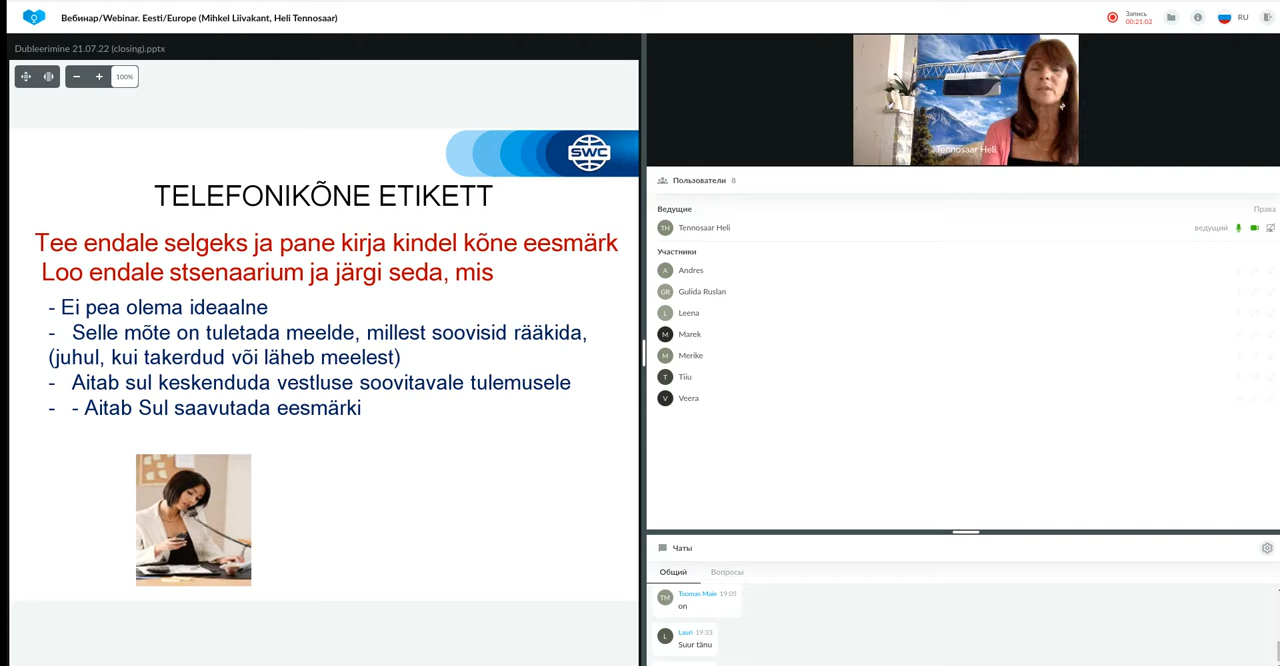 Вебинар/Webinar. Eesti/Europe (Mihkel Liivakant, Heli Tennosaar)
Запись
00:21:02
RU
Dubleerimine 21.07.22 (closing).pptx
100%
SWC
TELEFONIKÕNE ETIKETT
Tee endale selgeks ja pane kirja kindel kõne eesmärk
Loo endale stsenaarium ja järgi seda, mis
- Ei pea olema ideaalne
- Selle mõte on tuletada meelde, millest soovisid rääkida,
(juhul, kui takerdud või läheb meelest)
- Aitab sul keskenduda vestluse soovitavale tulemusele
- - Aitab Sul saavutada eesmärki
Tennosaar Heli
Пользователи 8
Ведущие Права
TH Tennosaar Heli ведущий
Участники
A Andres
GR Gulida Ruslan
L Leena
M Marek
M Merike
T Tiiu
V Veera
Чаты
Общий Вопросы
TM Toomas Maie 19:05
on
L Lauri 19:33
Suur tänu